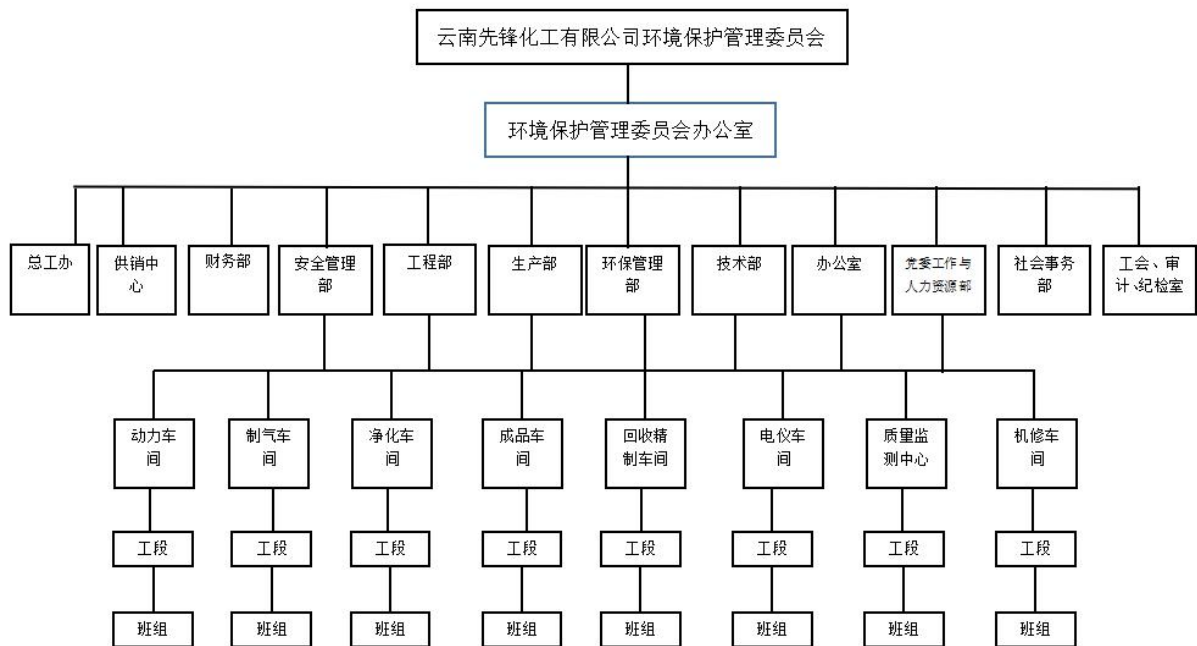 云南先锋化工有限公司环境保护管理委员会
环境保护管理委员会办公室
总工办
供销中
心
财务部
安全管理
部
工程部
生产部
环保管理
部
技术部
办公室
党委工作与
人力资源部
社会事务
部
工会、审
计、纪检室
动力车
间
制气车
间
净化车
间
成品车
间
回收精
制车间
电仪车
间
质量监
测中心
机修车
间
工段
工段
工段
工段
工段
工段
工段
工段
班组
班组
班组
班组
班组
班组
班组
班组